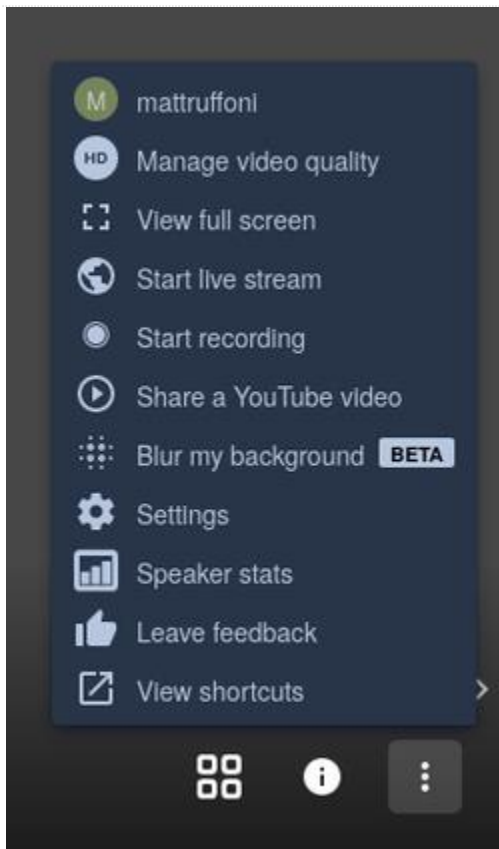 M mattruffoni
HD Manage video quality
View full screen
Start live stream
Start recording
Share a YouTube video
Blur my background BETA
Settings
Speaker stats
Leave feedback
View shortcuts